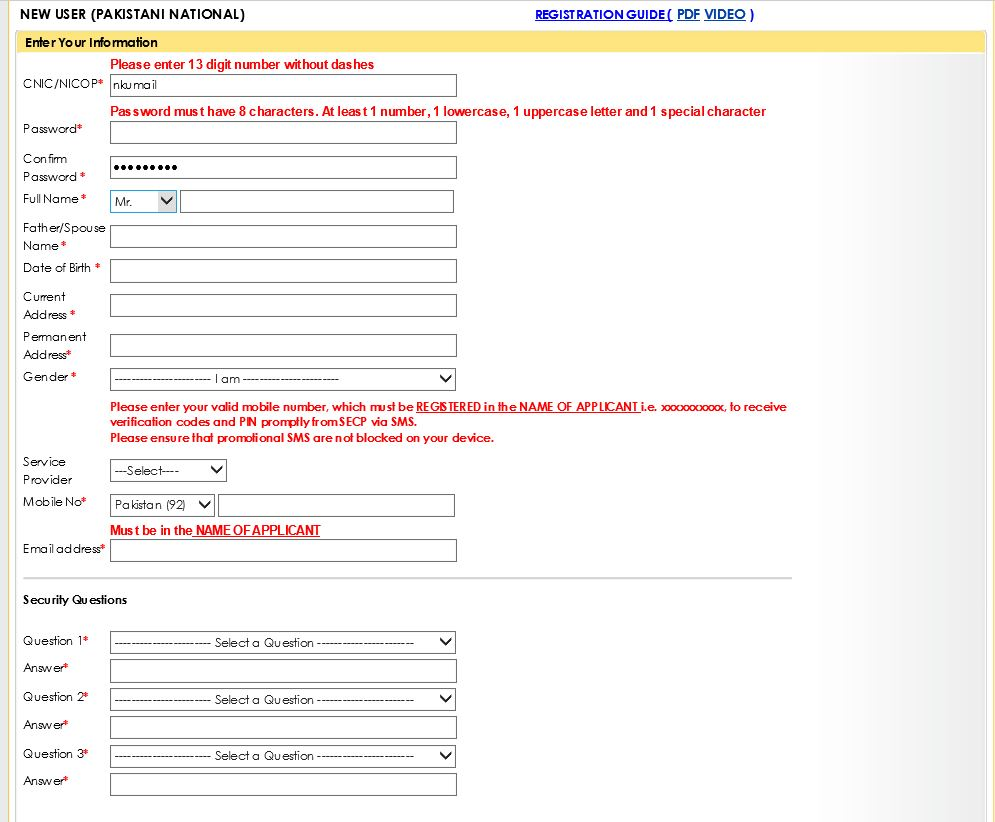 NEW USER (PAKISTANI NATIONAL) REGISTRATION GUIDE ( PDF VIDEO )
Enter Your Information
Please enter 13 digit number without dashes
CNIC/NICOP* nkumail
Password must have 8 characters. At least 1 number, 1 lowercase, 1 uppercase letter and 1 special character
Password*
Confirm
Password * •••••••••
Full Name * Mr.
Father/Spouse
Name *
Date of Birth *
Current
Address *
Permanent
Address*
Gender * ----------------------- I am -----------------------
Please enter your valid mobile number, which must be REGISTERED in the NAME OF APPLICANT i.e. xxxxxxxxxxx, to receive
verification codes and PIN promptly from SECP via SMS.
Please ensure that promotional SMS are not blocked on your device.
Service
Provider ---Select----
Mobile No* Pakistan (92)
Must be in the NAME OF APPLICANT
Email address*
Security Questions
Question 1* ----------------------- Select a Question -----------------------
Answer*
Question 2* ----------------------- Select a Question -----------------------
Answer*
Question 3* ----------------------- Select a Question -----------------------
Answer*